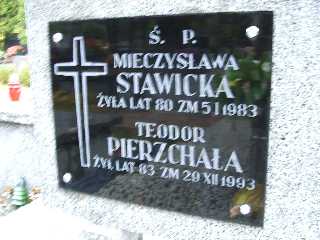 Ś. P.
MIECZYSŁAWA
STAWICKA
ŻYŁA LAT 80 ZM 5 I 1983
TEODOR
PIERZCHAŁA
ŻYŁ LAT 83 ZM 29 XII 1993